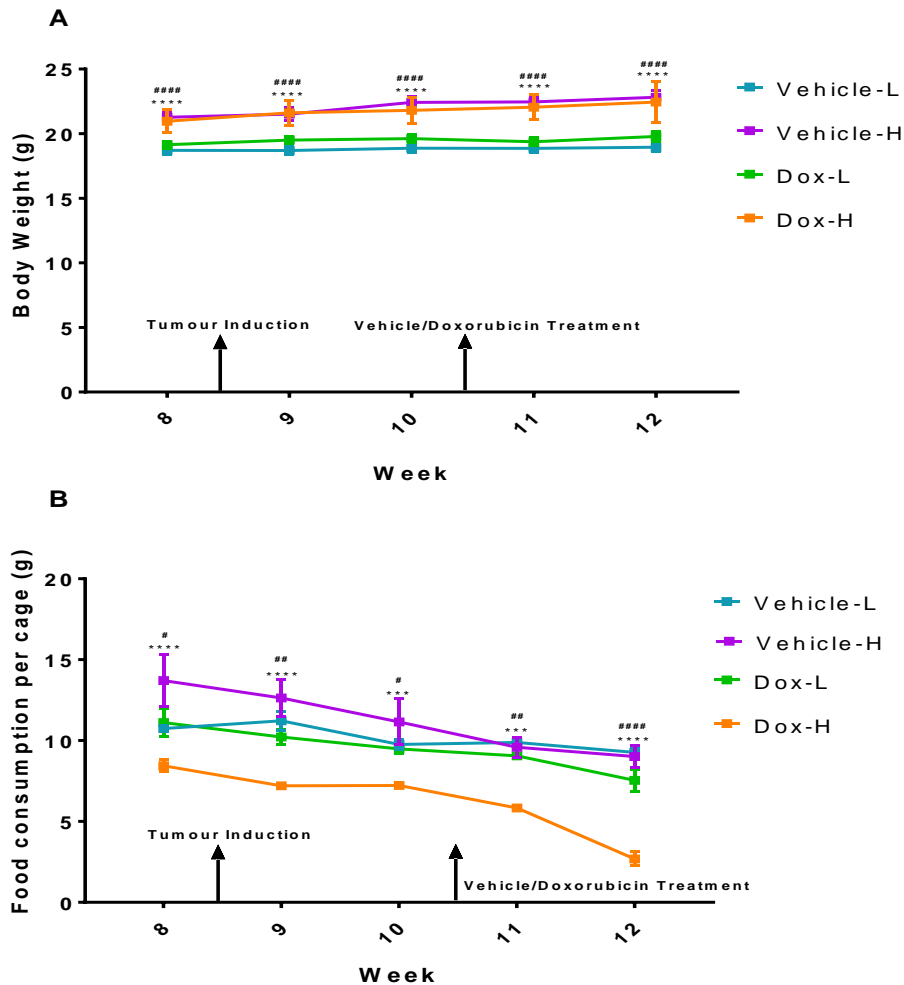 A
Body Weight (g)
25
20
15
10
5
0
####
****
####
****
####
****
####
****
####
****
Tumour Induction
Vehicle/Doxorubicin Treatment
8
9
10
11
12
Week
Vehicle-L
Vehicle-H
Dox-L
Dox-H
B
Food consumption per cage (g)
20
15
10
5
0
#
****
##
****
#
***
##
***
####
****
Tumour Induction
Vehicle/Doxorubicin Treatment
8
9
10
11
12
Week
Vehicle-L
Vehicle-H
Dox-L
Dox-H